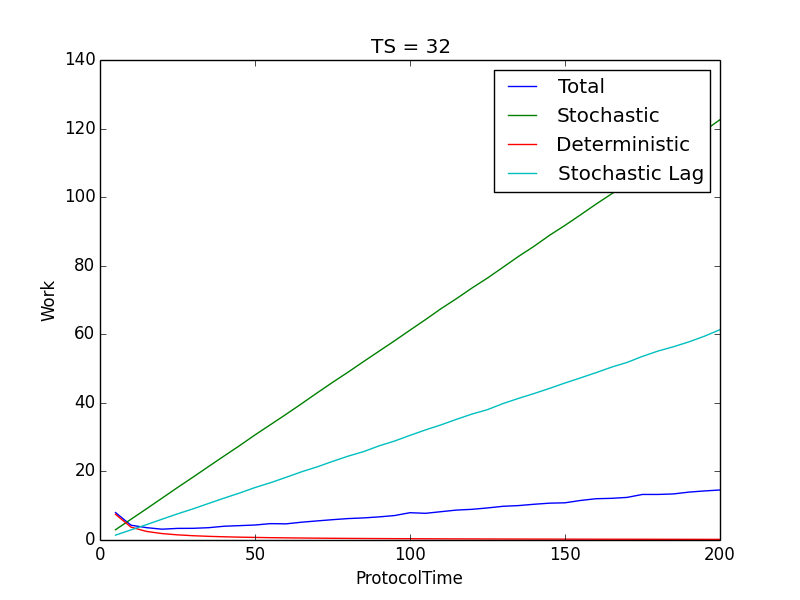 TS = 32
140
120
100
80
60
40
20
0
Work
Total
Stochastic
Deterministic
Stochastic Lag
0 50 100 150 200
ProtocolTime